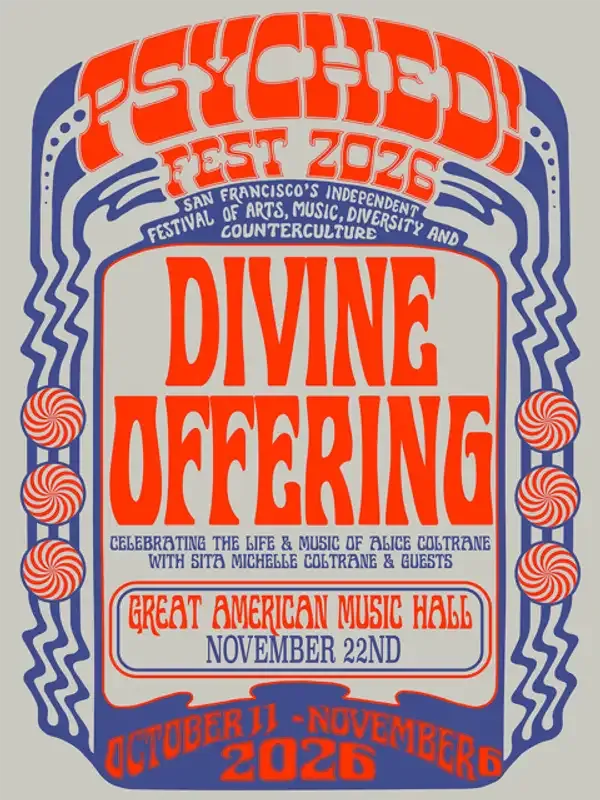 PSYCHED!
FEST 2026
SAN FRANCISCO'S INDEPENDENT
FESTIVAL OF ARTS, MUSIC, DIVERSITY AND
COUNTERCULTURE
DIVINE
OFFERING
CELEBRATING THE LIFE & MUSIC OF ALICE COLTRANE
WITH SITA MICHELLE COLTRANE & GUESTS
GREAT AMERICAN MUSIC HALL
NOVEMBER 22ND
OCTOBER 11 - NOVEMBER 6
2026